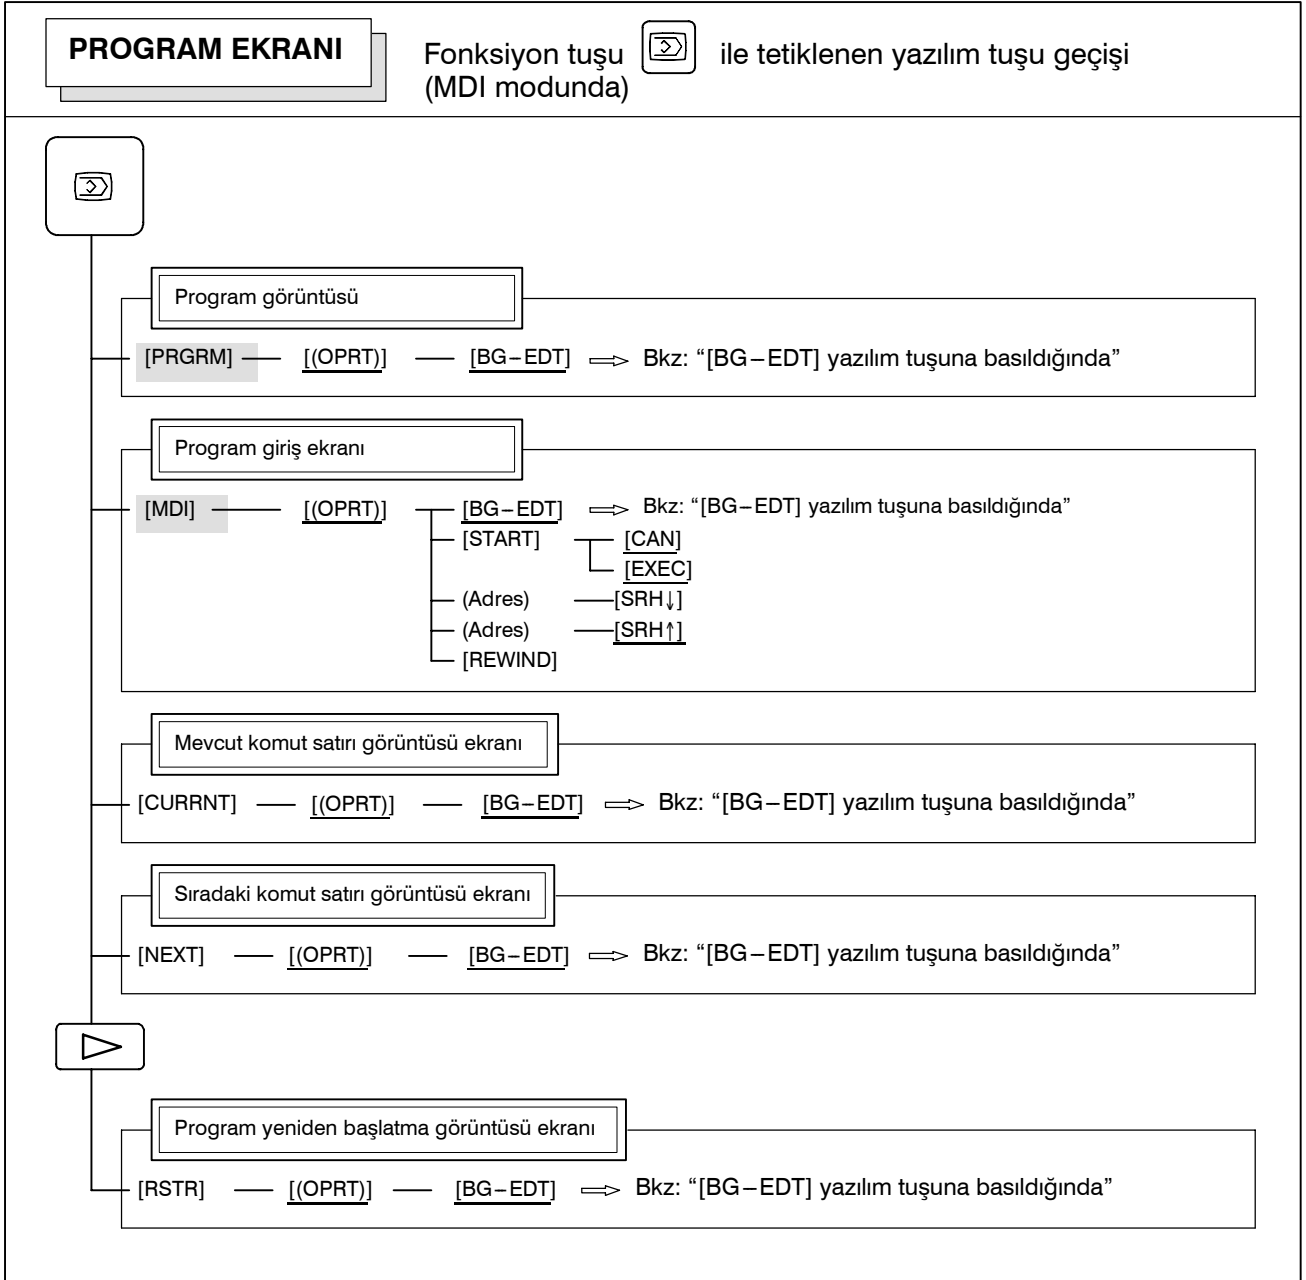 PROGRAM EKRANI
Fonksiyon tuşu ile tetiklenen yazılım tuşu geçişi
(MDI modunda)
Program görüntüsü
[PRGRM] [(OPRT)] [BG-EDT] Bkz: “[BG-EDT] yazılım tuşuna basıldığında”
Program giriş ekranı
[MDI] [(OPRT)] [BG-EDT] Bkz: “[BG-EDT] yazılım tuşuna basıldığında”
[START] [CAN]
[EXEC]
(Adres) [SRH↓]
(Adres) [SRH↑]
[REWIND]
Mevcut komut satırı görüntüsü ekranı
[CURRNT] [(OPRT)] [BG-EDT] Bkz: “[BG-EDT] yazılım tuşuna basıldığında”
Sıradaki komut satırı görüntüsü ekranı
[NEXT] [(OPRT)] [BG-EDT] Bkz: “[BG-EDT] yazılım tuşuna basıldığında”
Program yeniden başlatma görüntüsü ekranı
[RSTR] [(OPRT)] [BG-EDT] Bkz: “[BG-EDT] yazılım tuşuna basıldığında”